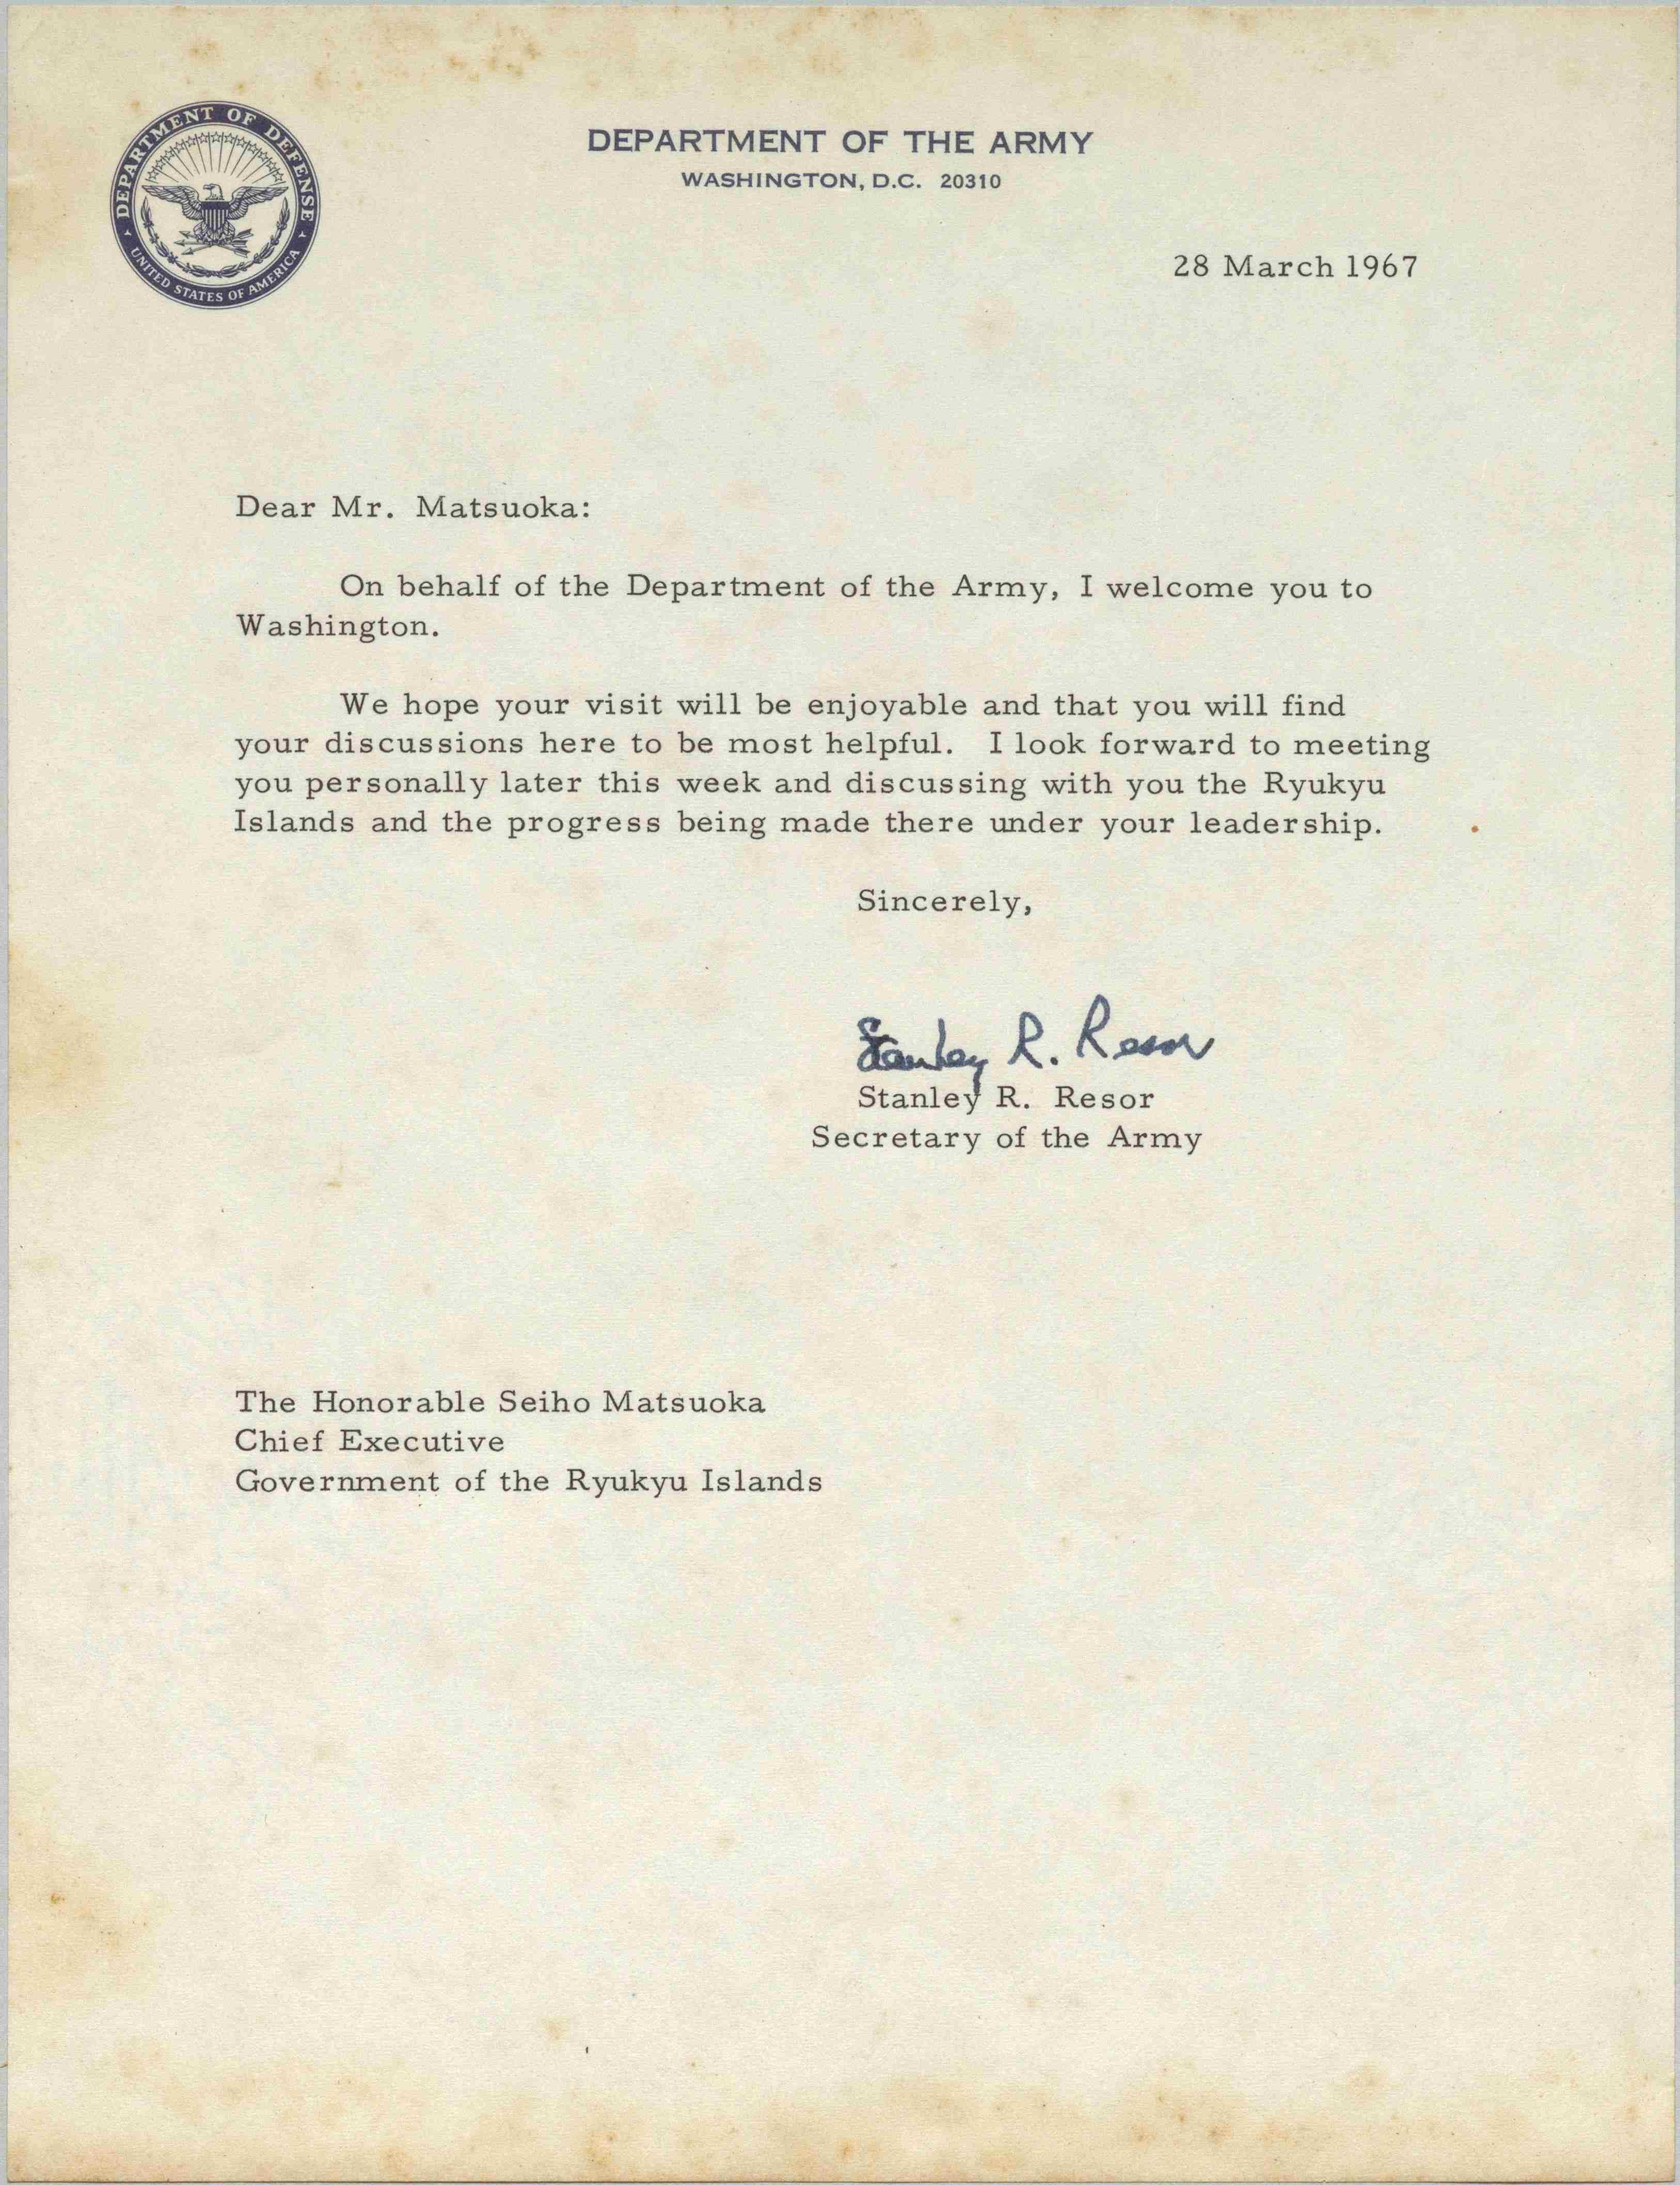 DEPARTMENT OF DEFENSE
UNITED STATES OF AMERICA
DEPARTMENT OF THE ARMY
WASHINGTON, D.C. 20310
28 March 1967
Dear Mr. Matsuoka:
On behalf of the Department of the Army, I welcome you to
Washington.
We hope your visit will be enjoyable and that you will find
your discussions here to be most helpful. I look forward to meeting
you personally later this week and discussing with you the Ryukyu
Islands and the progress being made there under your leadership.
Sincerely,
Stanley R. Resor
Stanley R. Resor
Secretary of the Army
The Honorable Seiho Matsuoka
Chief Executive
Government of the Ryukyu Islands